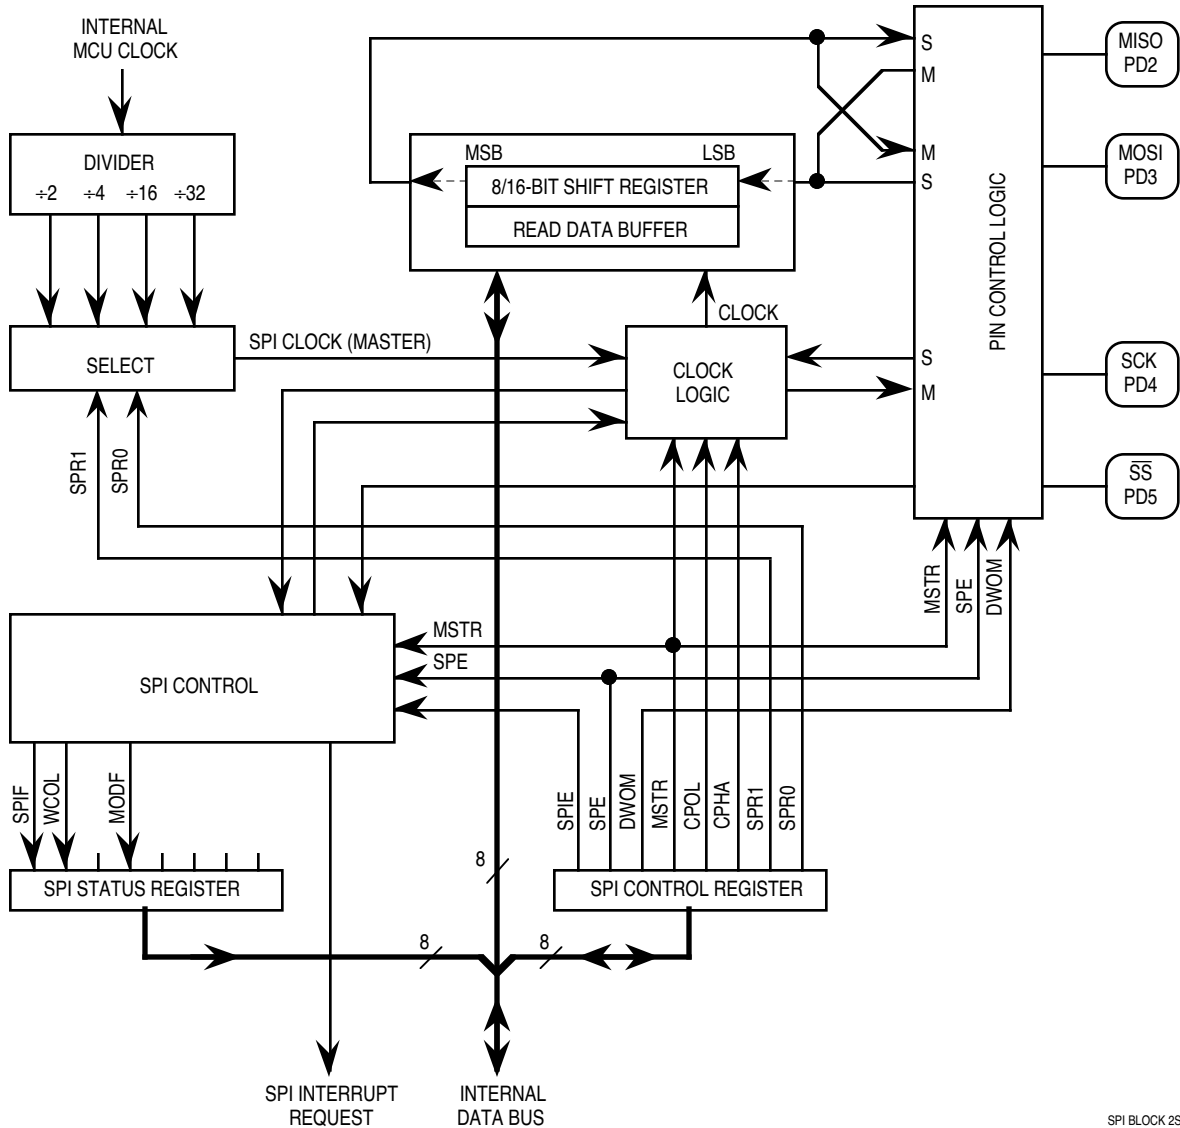 INTERNAL
MCU CLOCK
DIVIDER
÷2 ÷4 ÷16 ÷32
SELECT
SPR1
SPR0
SPI CLOCK (MASTER)
MSB LSB
8/16-BIT SHIFT REGISTER
READ DATA BUFFER
CLOCK
CLOCK
LOGIC
S
M
M
S
S
M
PIN CONTROL LOGIC
MISO
PD2
MOSI
PD3
SCK
PD4
S̅S̅
PD5
MSTR
SPE
DWOM
MSTR
SPE
SPI CONTROL
SPIF
WCOL
MODF
SPI STATUS REGISTER
SPIE
SPE
DWOM
MSTR
CPOL
CPHA
SPR1
SPR0
SPI CONTROL REGISTER
8
8
8
SPI INTERRUPT
REQUEST
INTERNAL
DATA BUS
SPI BLOCK 2S